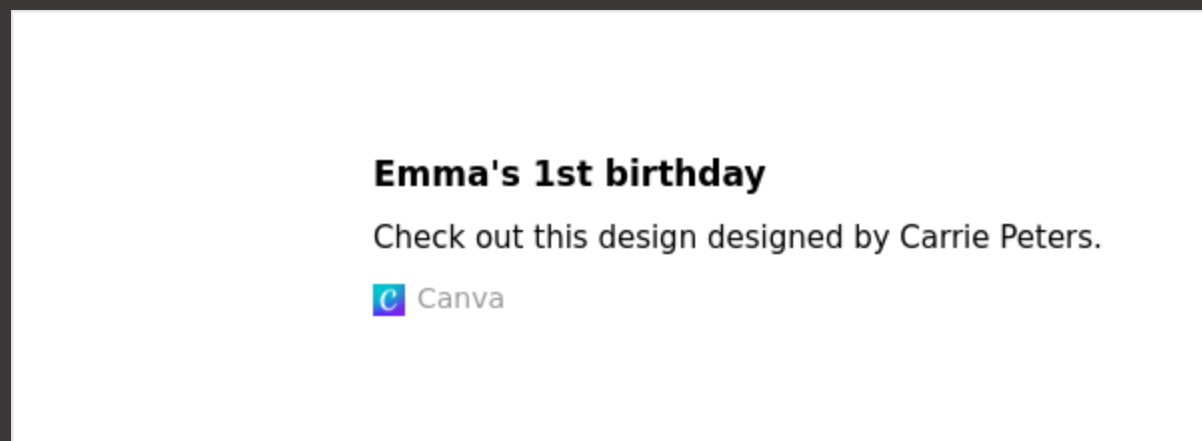 Emma's 1st birthday
Check out this design designed by Carrie Peters.
Canva